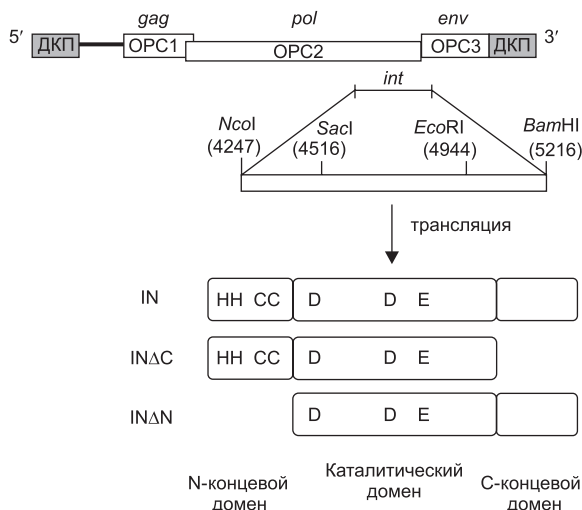 gag pol env
5′ ДКП ОРС1 ОРС2 ОРС3 ДКП 3′
int
NcoI SacI EcoRI BamHI
(4247) (4516) (4944) (5216)
трансляция
IN HH CC D D E
INΔC HH CC D D E
INΔN D D E
N-концевой Каталитический C-концевой
домен домен домен